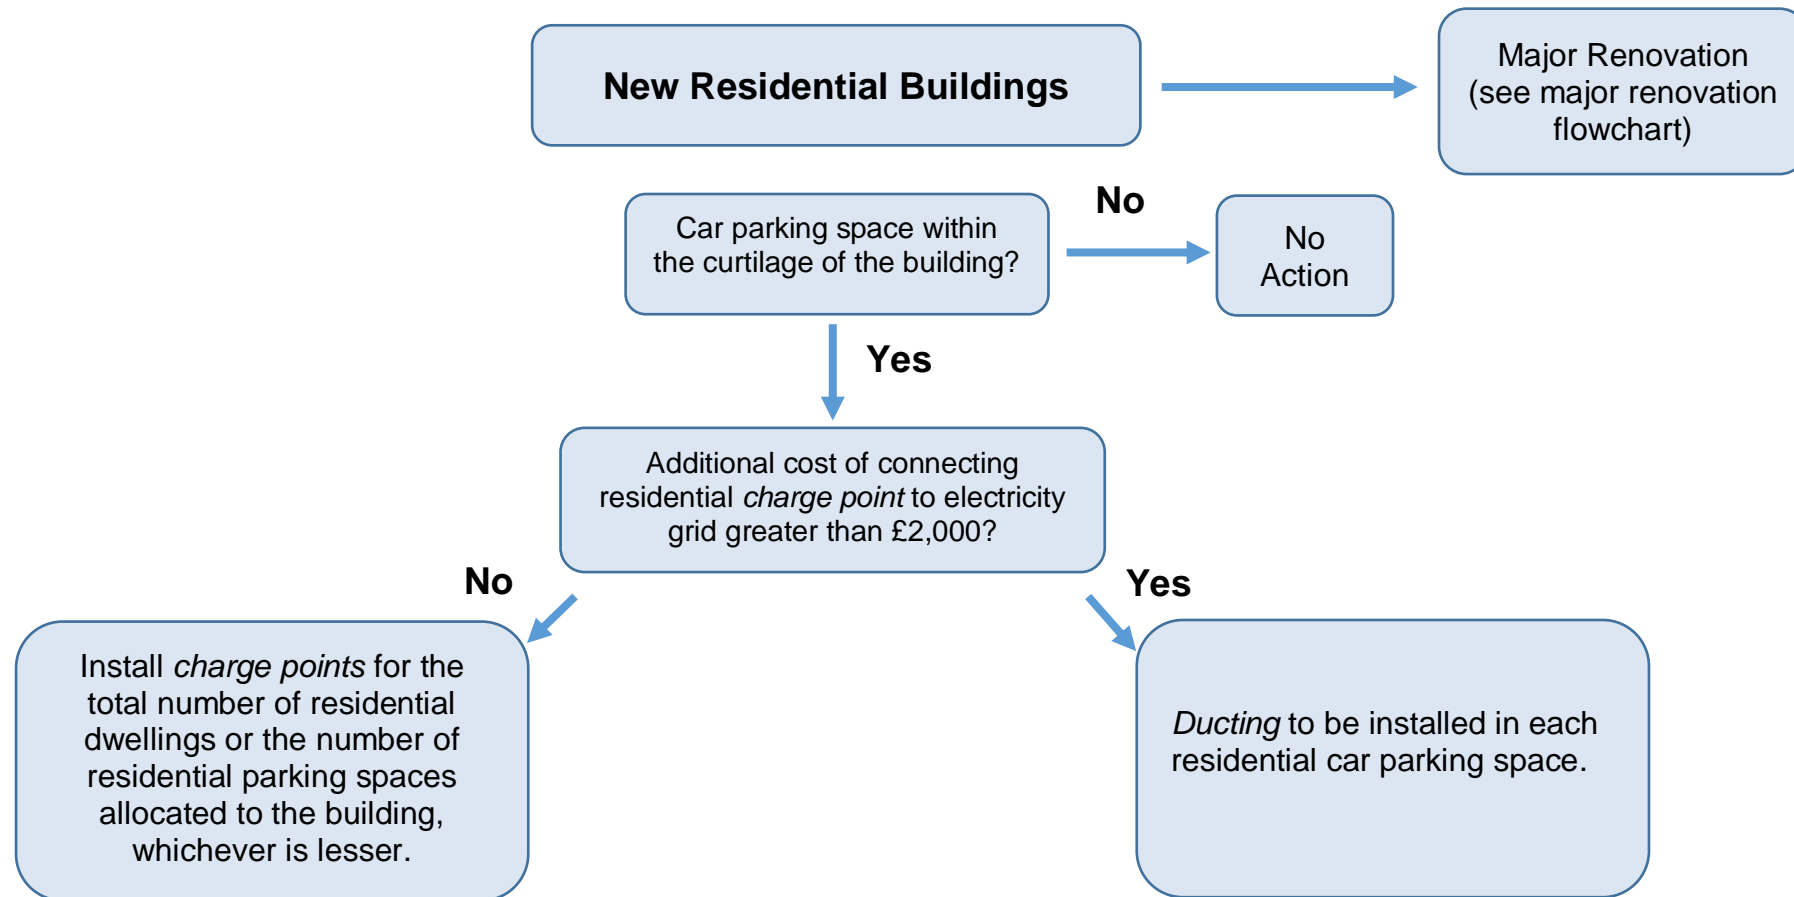 New Residential Buildings
Major Renovation
(see major renovation
flowchart)
Car parking space within
the curtilage of the building?
No
No
Action
Yes
Additional cost of connecting
residential charge point to electricity
grid greater than £2,000?
No
Yes
Install charge points for the
total number of residential
dwellings or the number of
residential parking spaces
allocated to the building,
whichever is lesser.
Ducting to be installed in each
residential car parking space.